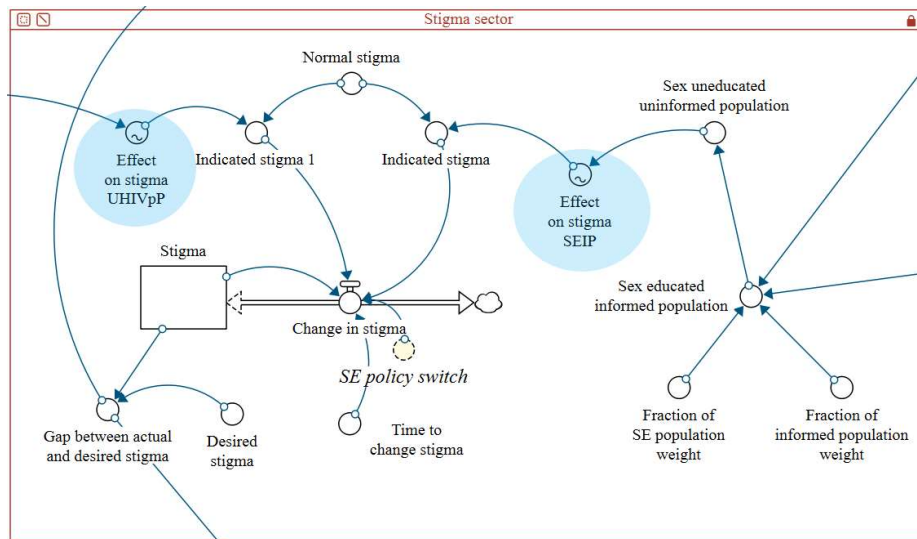 Stigma sector
Normal stigma
Sex uneducated
uninformed population
Effect
on stigma
UHIVpP
Indicated stigma 1
Indicated stigma
Effect
on stigma
SEIP
Stigma
Sex educated
informed population
Change in stigma
SE policy switch
Gap between actual
and desired stigma
Desired
stigma
Time to
change stigma
Fraction of
SE population
weight
Fraction of
informed population
weight